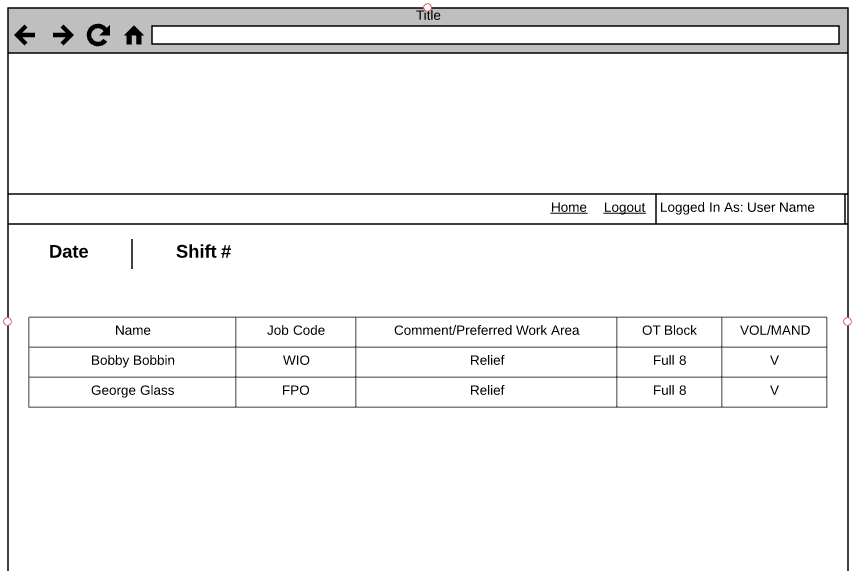 Title
Home Logout Logged In As: User Name
Date Shift #
Name Job Code Comment/Preferred Work Area OT Block VOL/MAND
Bobby Bobbin WIO Relief Full 8 V
George Glass FPO Relief Full 8 V